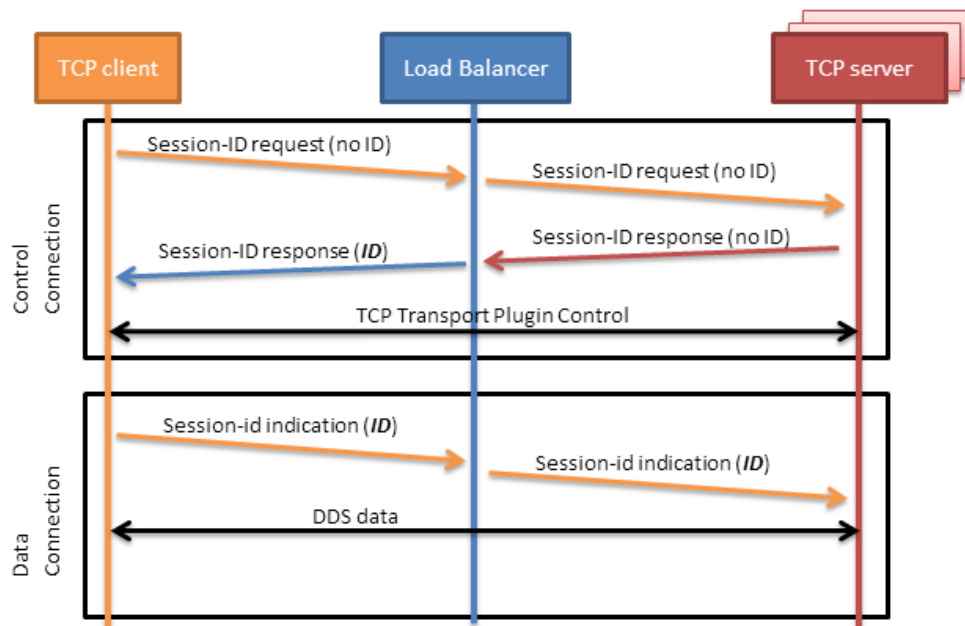 TCP client
Load Balancer
TCP server
Control
Connection
Session-ID request (no ID)
Session-ID request (no ID)
Session-ID response (no ID)
Session-ID response (ID)
TCP Transport Plugin Control
Data
Connection
Session-id indication (ID)
Session-id indication (ID)
DDS data